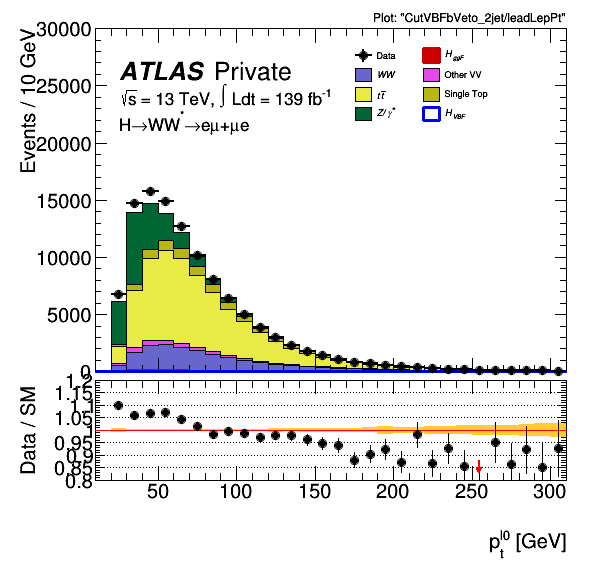 Plot: "CutVBFbVeto_2jet/leadLepPt"
Events / 10 GeV
30000
25000
20000
15000
10000
5000
0
ATLAS Private
√s = 13 TeV, ∫ Ldt = 139 fb⁻¹
H→WW*→eμ+μe
Data
WW
tt̅
Z/γ*
H_ggF
Other VV
Single Top
H_VBF
Data / SM
1.2
1.15
1.1
1.05
1
0.95
0.9
0.85
0.8
50 100 150 200 250 300
p_t^l0 [GeV]